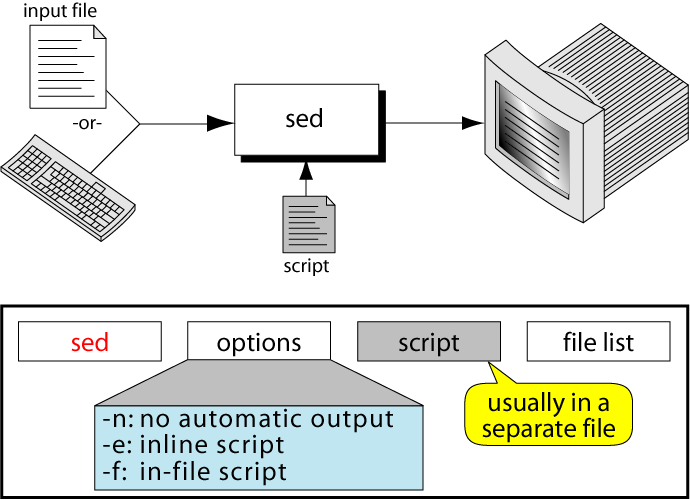 input file
-or-
sed
script
sed
options
script
file list
-n: no automatic output
-e: inline script
-f: in-file script
usually in a
separate file